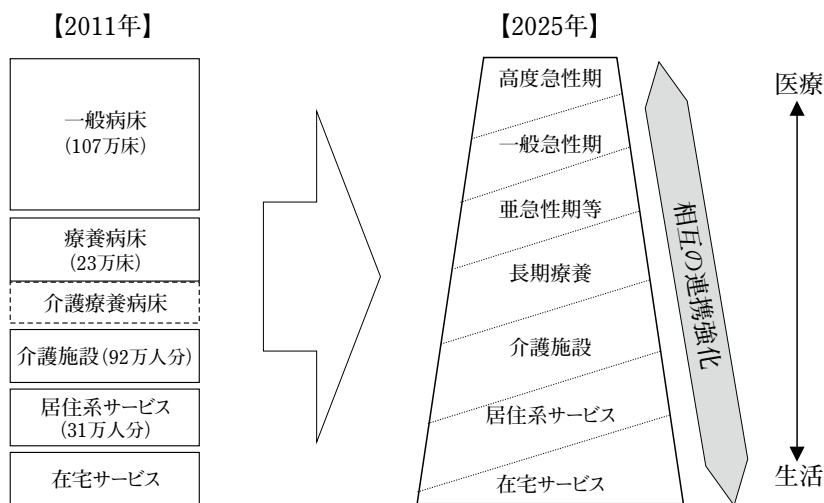 【2011年】
一般病床
(107万床)
療養病床
(23万床)
介護療養病床
介護施設(92万人分)
居住系サービス
(31万人分)
在宅サービス
【2025年】
高度急性期
一般急性期
亜急性期等
長期療養
介護施設
居住系サービス
在宅サービス
相互の連携強化
医療
生活